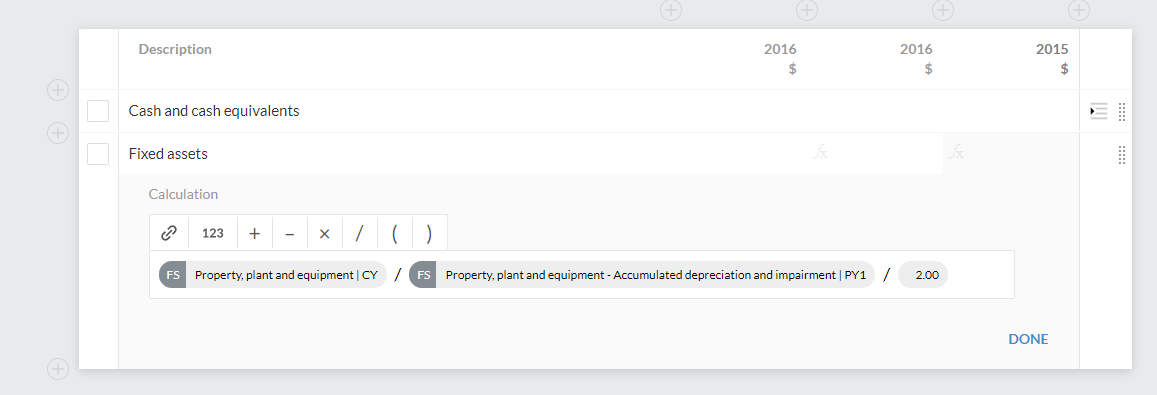 Description 2016 2016 2015
$ $ $
Cash and cash equivalents
Fixed assets fx fx
Calculation
123 + − × / ( )
FS Property, plant and equipment | CY / FS Property, plant and equipment - Accumulated depreciation and impairment | PY1 / 2.00
DONE